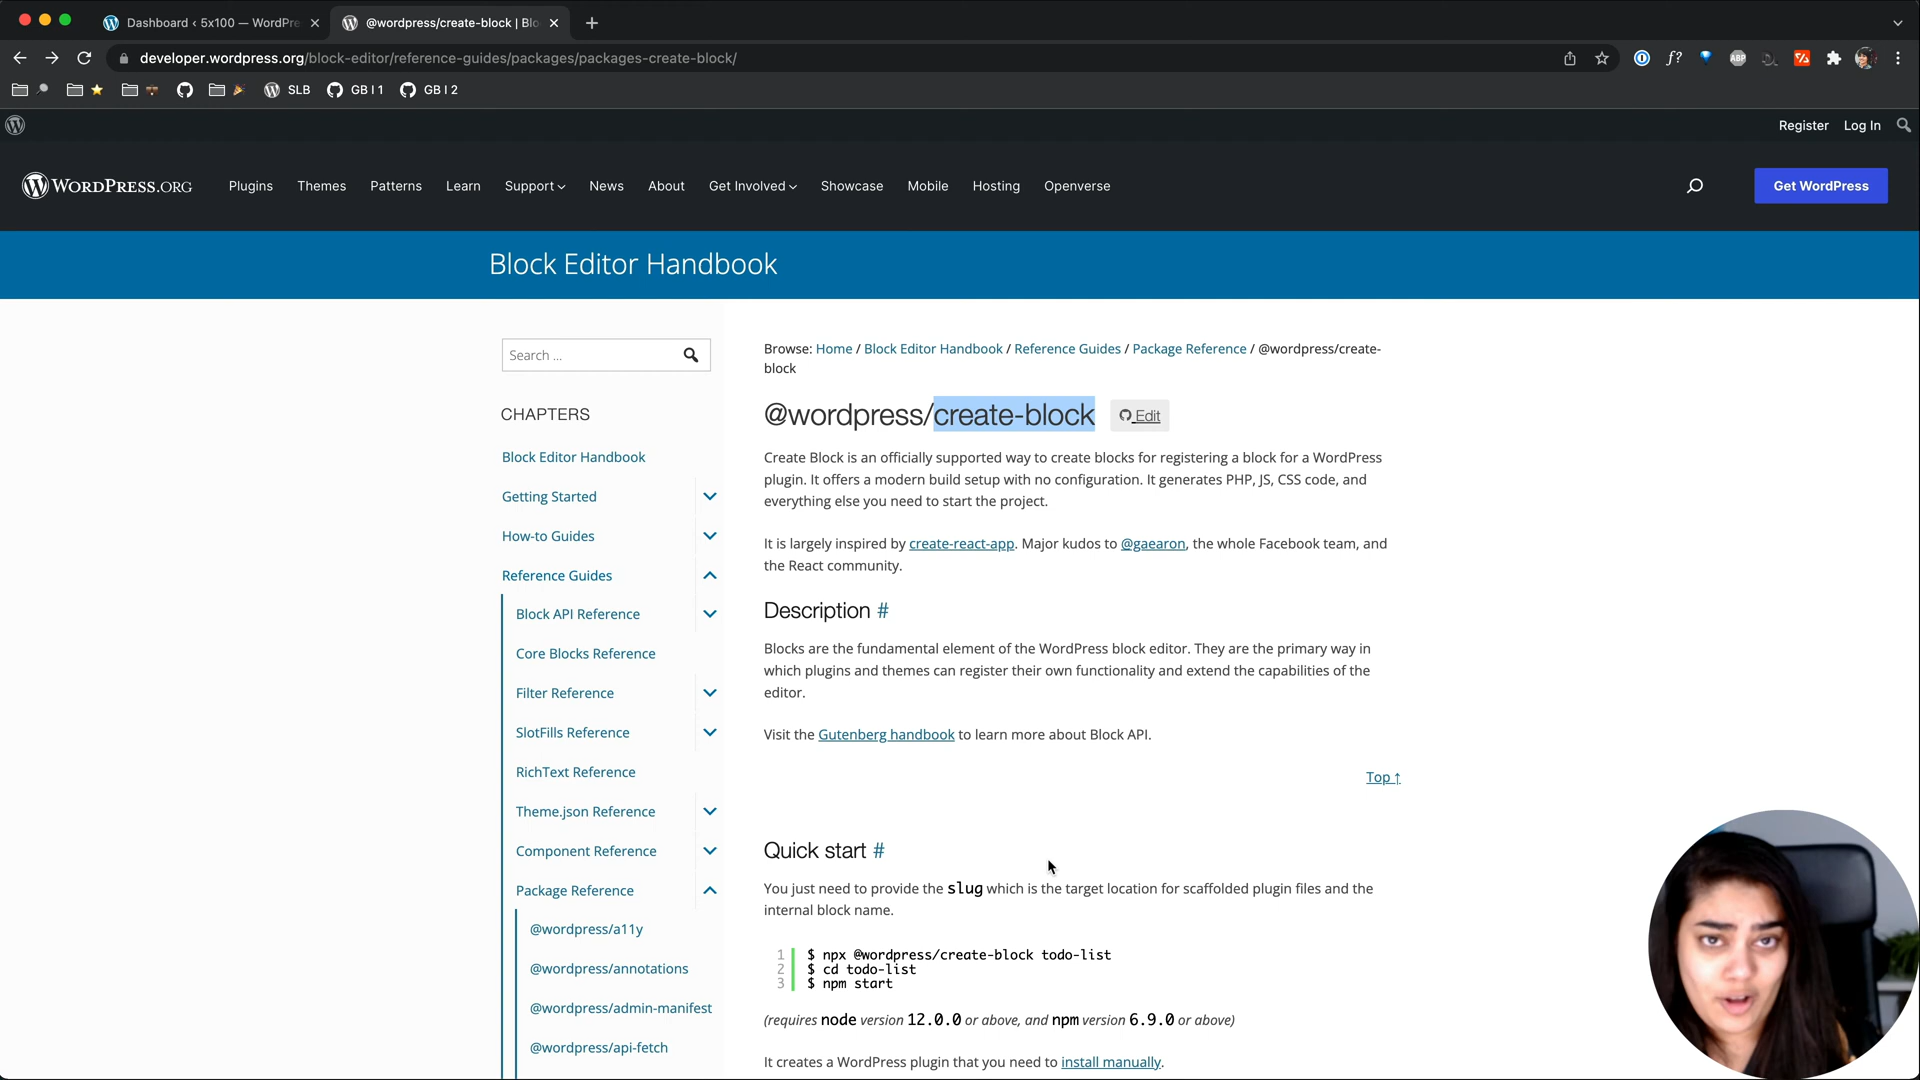 Dashboard ‹ 5x100 — WordPre
@wordpress/create-block | Blo
developer.wordpress.org/block-editor/reference-guides/packages/packages-create-block/
f?
ABP
SLB
GB | 1
GB | 2
Register
Log In
WORDPRESS.ORG
Plugins
Themes
Patterns
Learn
Support
News
About
Get Involved
Showcase
Mobile
Hosting
Openverse
Get WordPress
Block Editor Handbook
Search ...
CHAPTERS
Block Editor Handbook
Getting Started
How-to Guides
Reference Guides
Block API Reference
Core Blocks Reference
Filter Reference
SlotFills Reference
RichText Reference
Theme.json Reference
Component Reference
Package Reference
@wordpress/a11y
@wordpress/annotations
@wordpress/admin-manifest
@wordpress/api-fetch
Browse: Home / Block Editor Handbook / Reference Guides / Package Reference / @wordpress/create-
block
@wordpress/create-block
Edit
Create Block is an officially supported way to create blocks for registering a block for a WordPress
plugin. It offers a modern build setup with no configuration. It generates PHP, JS, CSS code, and
everything else you need to start the project.
It is largely inspired by create-react-app. Major kudos to @gaearon, the whole Facebook team, and
the React community.
Description #
Blocks are the fundamental element of the WordPress block editor. They are the primary way in
which plugins and themes can register their own functionality and extend the capabilities of the
editor.
Visit the Gutenberg handbook to learn more about Block API.
Top ↑
Quick start #
You just need to provide the slug which is the target location for scaffolded plugin files and the
internal block name.
1 $ npx @wordpress/create-block todo-list
2 $ cd todo-list
3 $ npm start
(requires node version 12.0.0 or above, and npm version 6.9.0 or above)
It creates a WordPress plugin that you need to install manually.